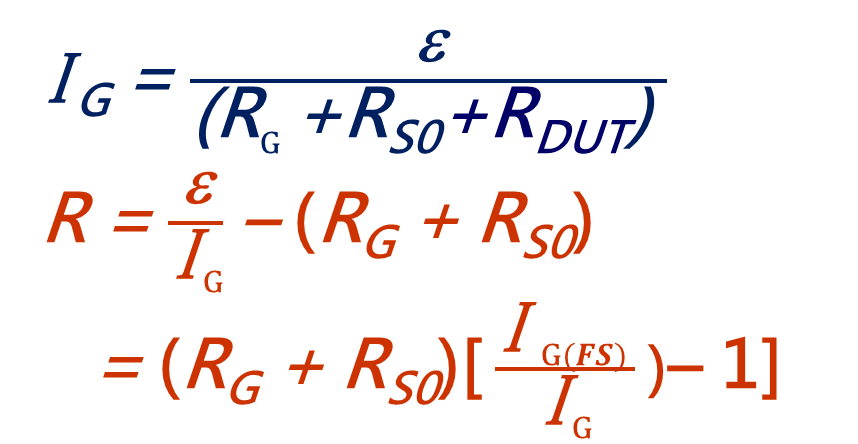 I_G = ε / (R_G + R_S0 + R_DUT)
R = ε / I_G − (R_G + R_S0)
= (R_G + R_S0)[ I_G(FS) / I_G ) − 1]